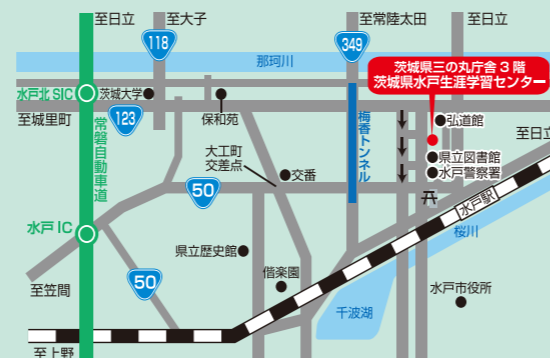 至日立
至大子
至常陸太田
至日立
118
349
那珂川
茨城県三の丸庁舎3階
茨城県水戸生涯学習センター
水戸北SIC
茨城大学
保和苑
弘道館
至城里町
123
梅香トンネル
至日立
常磐自動車道
大工町
交差点
交番
県立図書館
水戸警察署
50
水戸駅
水戸IC
桜川
県立歴史館
偕楽園
至笠間
50
水戸市役所
千波湖
至上野